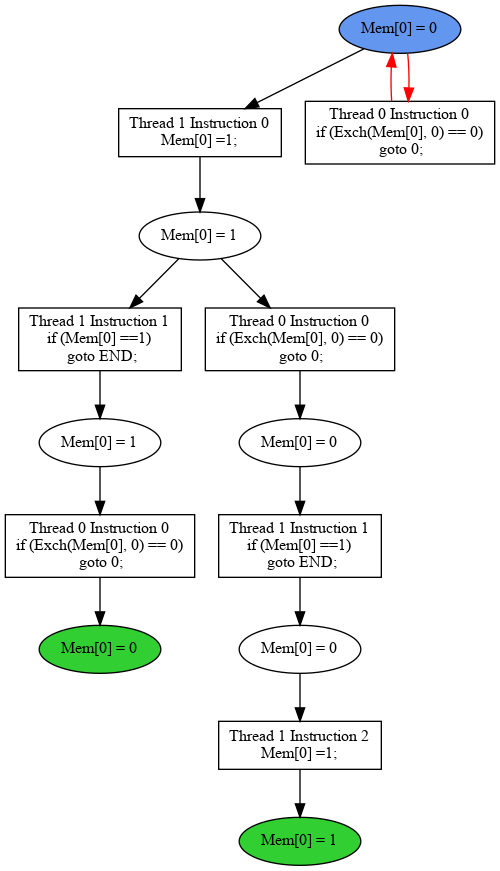 Mem[0] = 0
Thread 1 Instruction 0
Mem[0] =1;
Thread 0 Instruction 0
if (Exch(Mem[0], 0) == 0)
goto 0;
Mem[0] = 1
Thread 1 Instruction 1
if (Mem[0] ==1)
goto END;
Thread 0 Instruction 0
if (Exch(Mem[0], 0) == 0)
goto 0;
Mem[0] = 1
Mem[0] = 0
Thread 0 Instruction 0
if (Exch(Mem[0], 0) == 0)
goto 0;
Thread 1 Instruction 1
if (Mem[0] ==1)
goto END;
Mem[0] = 0
Mem[0] = 0
Thread 1 Instruction 2
Mem[0] =1;
Mem[0] = 1